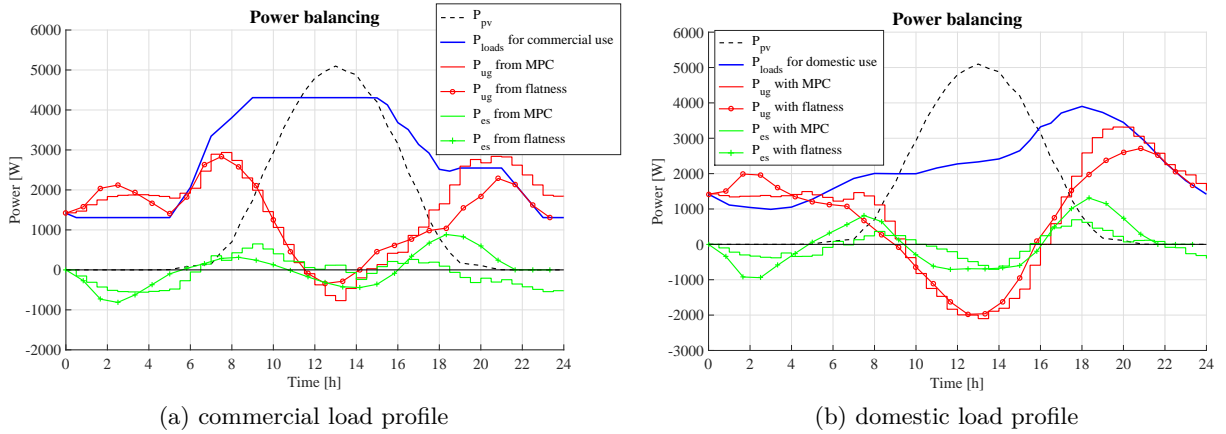 Power balancing
6000
5000
4000
3000
2000
1000
0
-1000
-2000
Power [W]
0 2 4 6 8 10 12 14 16 18 20 22 24
Time [h]
P_pv
P_loads for commercial use
P_ug from MPC
P_ug from flatness
P_es from MPC
P_es from flatness
(a) commercial load profile
Power balancing
6000
5000
4000
3000
2000
1000
0
-1000
-2000
-3000
Power [W]
0 2 4 6 8 10 12 14 16 18 20 22 24
Time [h]
P_pv
P_loads for domestic use
P_ug with MPC
P_ug with flatness
P_es with MPC
P_es with flatness
(b) domestic load profile